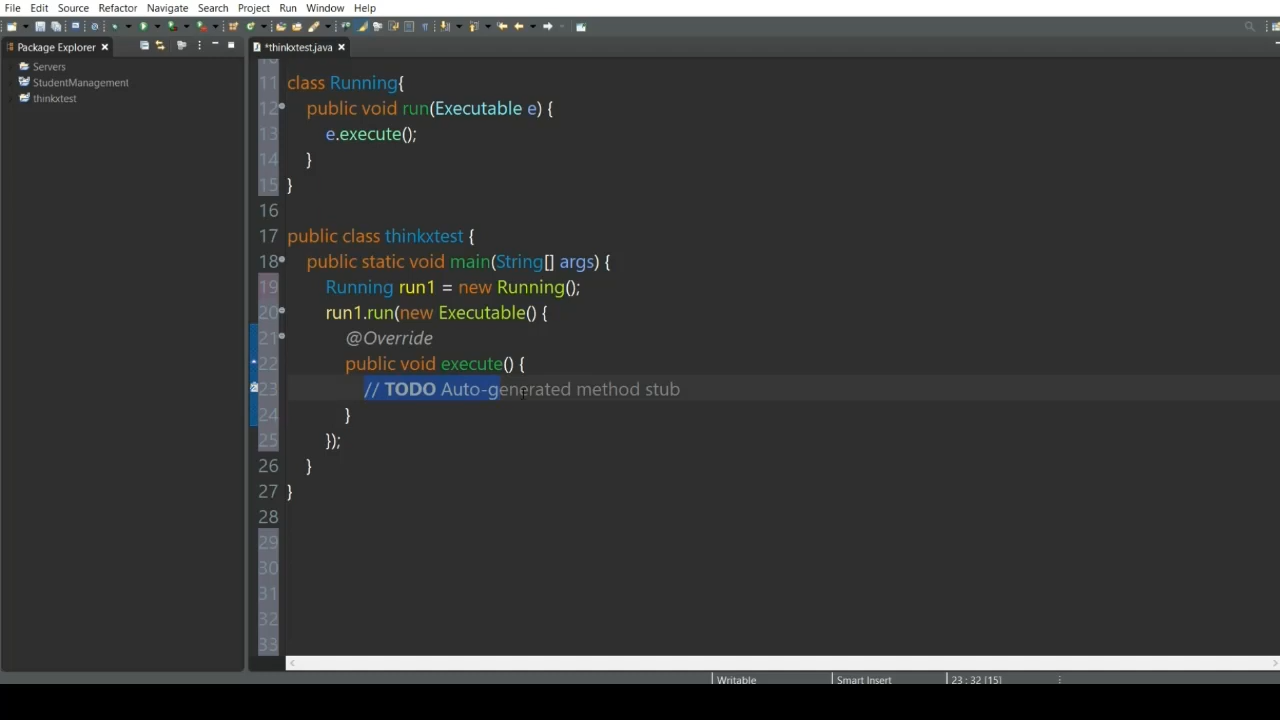 File Edit Source Refactor Navigate Search Project Run Window Help
Package Explorer
*thinkxtest.java
Servers
StudentManagement
thinkxtest
10
11 class Running{
12 public void run(Executable e) {
13 e.execute();
14 }
15 }
16
17 public class thinkxtest {
18 public static void main(String[] args) {
19 Running run1 = new Running();
20 run1.run(new Executable() {
21 @Override
22 public void execute() {
23 // TODO Auto-generated method stub
24 }
25 });
26 }
27 }
28
29
30
31
32
33
Writable Smart Insert 23 : 32 [15]